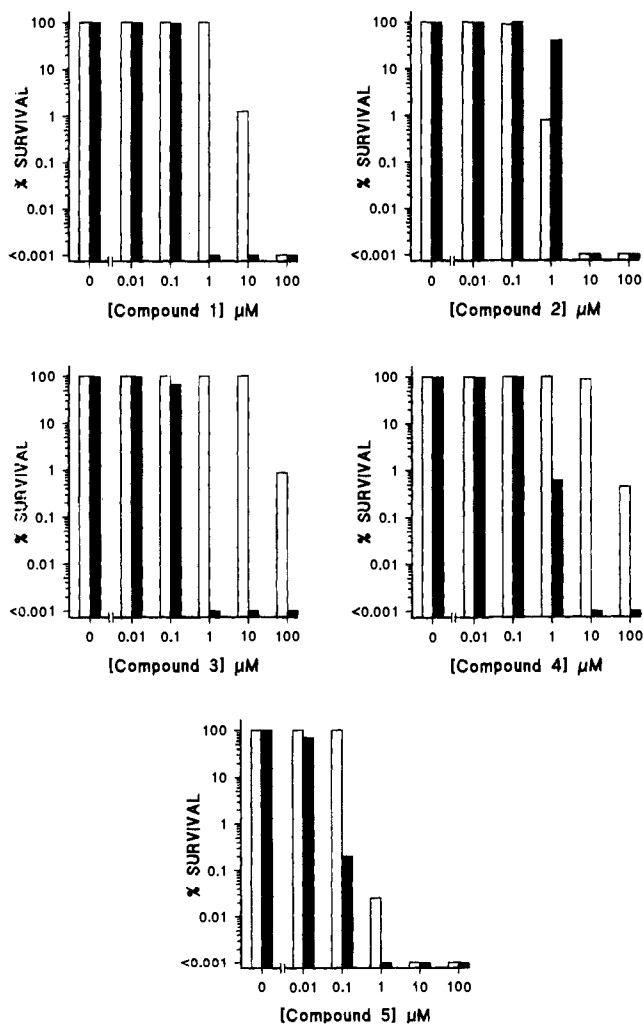 100 100
10 10
1 1
0.1 0.1
0.01 0.01
<0.001 <0.001
% SURVIVAL % SURVIVAL
0 0.01 0.1 1 10 100 0 0.01 0.1 1 10 100
[Compound 1] µM [Compound 2] µM
100 100
10 10
1 1
0.1 0.1
0.01 0.01
<0.001 <0.001
% SURVIVAL % SURVIVAL
0 0.01 0.1 1 10 100 0 0.01 0.1 1 10 100
[Compound 3] µM [Compound 4] µM
100
10
1
0.1
0.01
<0.001
% SURVIVAL
0 0.01 0.1 1 10 100
[Compound 5] µM